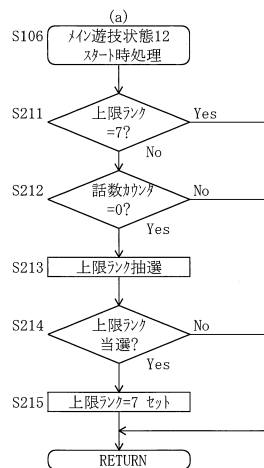 (a)
S106
メイン遊技状態12
スタート時処理
S211
上限ランク
=7?
Yes
No
S212
話数カウンタ
=0?
No
Yes
S213
上限ランク抽選
S214
上限ランク
当選?
No
Yes
S215
上限ランク=7 セット
RETURN